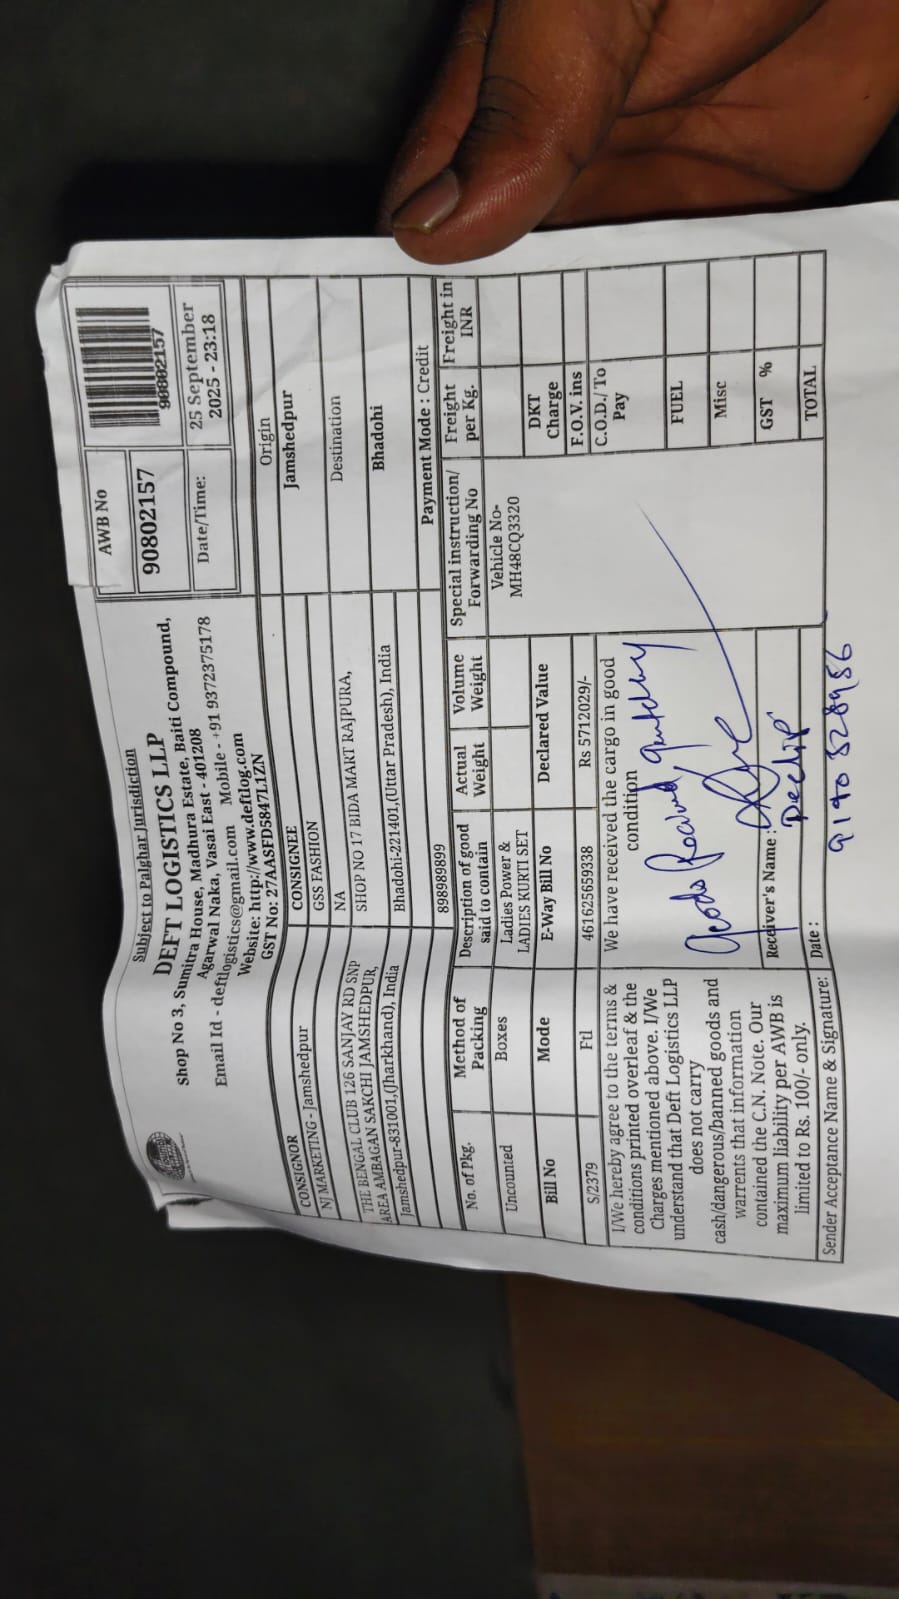 Subject to Palghar Jurisdiction
DEFT LOGISTICS LLP
Shop No 3, Sumitra House, Madhura Estate, Baiti Compound,
Agarwal Naka, Vasai East - 401208
Email Id - deftlogistics@gmail.com Mobile - +91 9372375178
Website: http://www.deftlog.com
GST No: 27AASFD5847L1ZN
AWB No
90802157
90802157
Date/Time: 25 September
2025 - 23:18
CONSIGNOR
NJ MARKETING - Jamshedpur
THE BENGAL CLUB 126 SANJAY RD SNP
AREA AMBAGAN SAKCHI JAMSHEDPUR,
Jamshedpur-831001,(Jharkhand), India
CONSIGNEE
GSS FASHION
NA
SHOP NO 17 BIDA MART RAJPURA,
Bhadohi-221401,(Uttar Pradesh), India
8989898899
Origin
Jamshedpur
Destination
Bhadohi
Payment Mode : Credit
No. of Pkg.
Method of
Packing
Description of good
said to contain
Actual
Weight
Volume
Weight
Special instruction/
Forwarding No
Freight
per Kg.
Freight in
INR
Uncounted
Boxes
Ladies Power &
LADIES KURTI SET
Vehicle No-
MH48CQ3320
Bill No
Mode
E-Way Bill No
Declared Value
S/2379
Ftl
461625659338
Rs 5712029/-
DKT
Charge
F.O.V. ins
C.O.D./To
Pay
FUEL
Misc
GST %
TOTAL
I/We hereby agree to the terms &
conditions printed overleaf & the
Charges mentioned above. I/We
understand that Deft Logistics LLP
does not carry
cash/dangerous/banned goods and
warrents that information
contained the C.N. Note. Our
maximum liability per AWB is
limited to Rs. 100/- only.
Sender Acceptance Name & Signature:
We have received the cargo in good
condition
Receiver's Name :
Date :